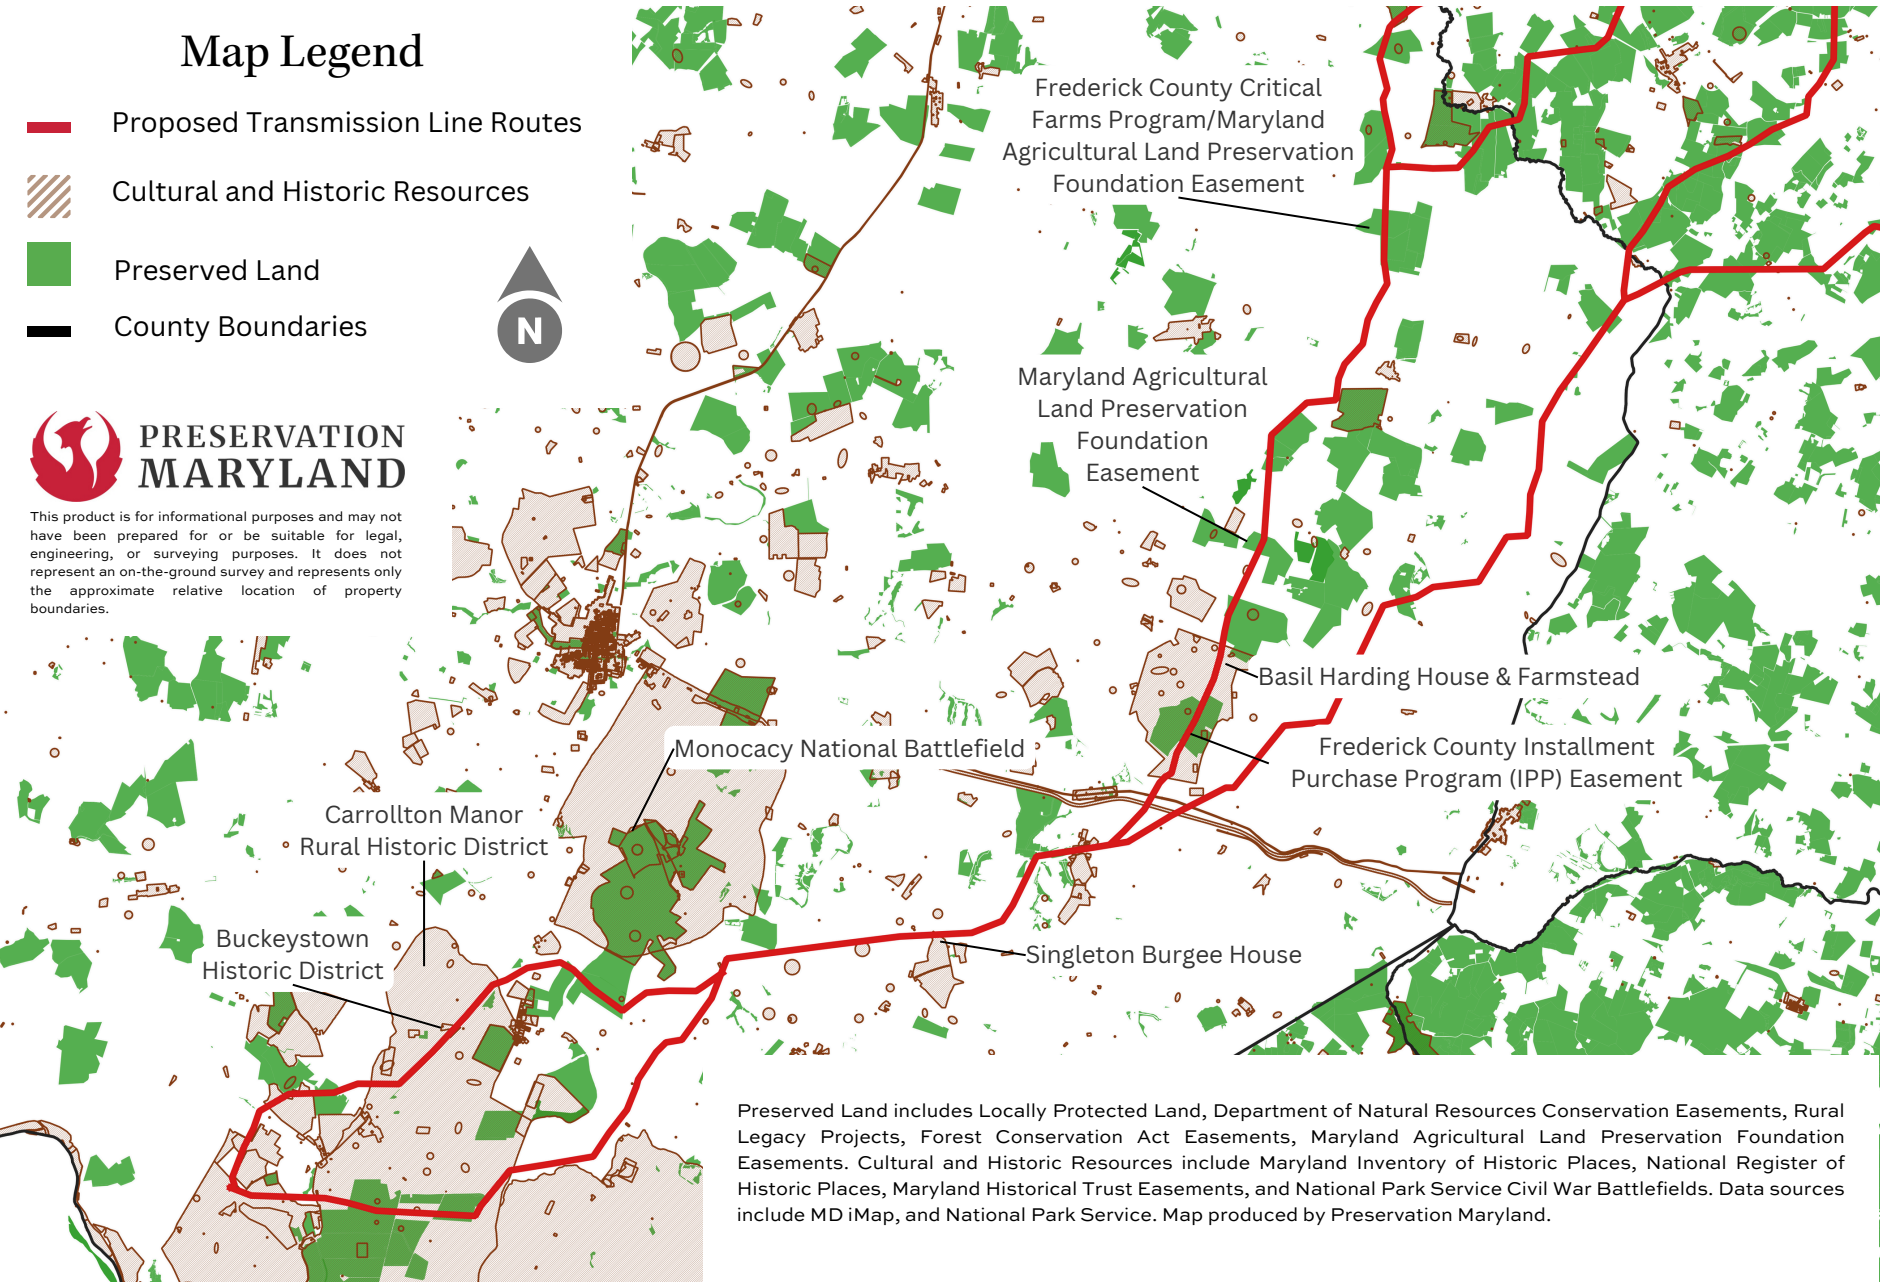 Map Legend
Proposed Transmission Line Routes
Cultural and Historic Resources
Preserved Land
County Boundaries
N
PRESERVATION
MARYLAND
This product is for informational purposes and may not
have been prepared for or be suitable for legal,
engineering, or surveying purposes. It does not
represent an on-the-ground survey and represents only
the approximate relative location of property
boundaries.
Frederick County Critical
Farms Program/Maryland
Agricultural Land Preservation
Foundation Easement
Maryland Agricultural
Land Preservation
Foundation
Easement
Basil Harding House & Farmstead
Frederick County Installment
Purchase Program (IPP) Easement
Monocacy National Battlefield
Carrollton Manor
Rural Historic District
Buckeystown
Historic District
Singleton Burgee House
Preserved Land includes Locally Protected Land, Department of Natural Resources Conservation Easements, Rural
Legacy Projects, Forest Conservation Act Easements, Maryland Agricultural Land Preservation Foundation
Easements. Cultural and Historic Resources include Maryland Inventory of Historic Places, National Register of
Historic Places, Maryland Historical Trust Easements, and National Park Service Civil War Battlefields. Data sources
include MD iMap, and National Park Service. Map produced by Preservation Maryland.